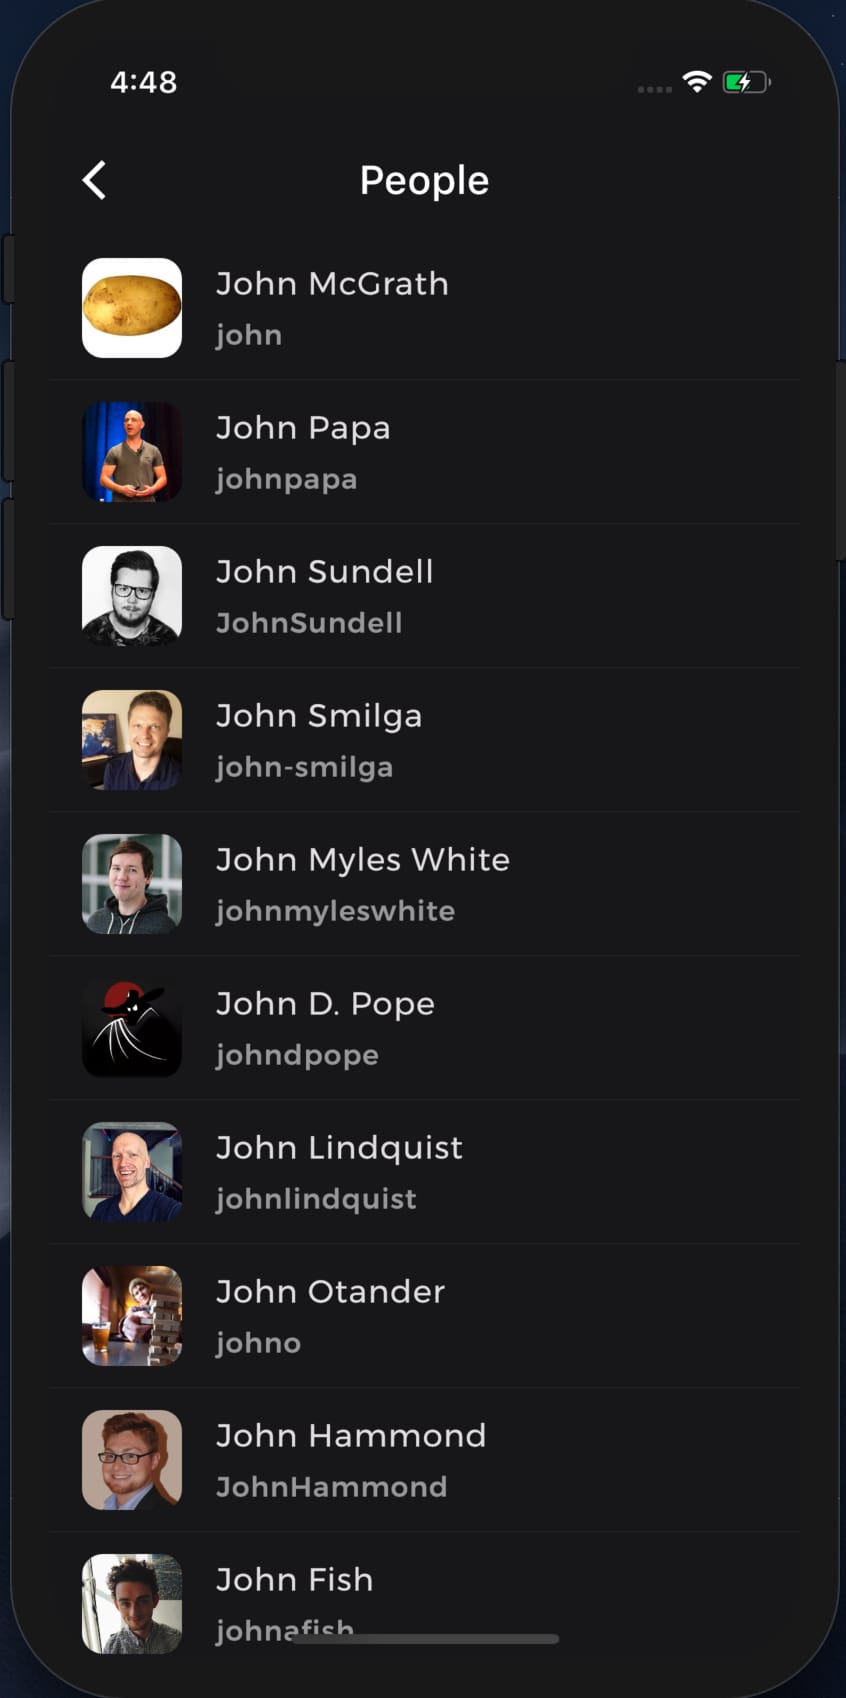 4:48
People
John McGrath
john
John Papa
johnpapa
John Sundell
JohnSundell
John Smilga
john-smilga
John Myles White
johnmyleswhite
John D. Pope
johndpope
John Lindquist
johnlindquist
John Otander
johno
John Hammond
JohnHammond
John Fish
johnafish